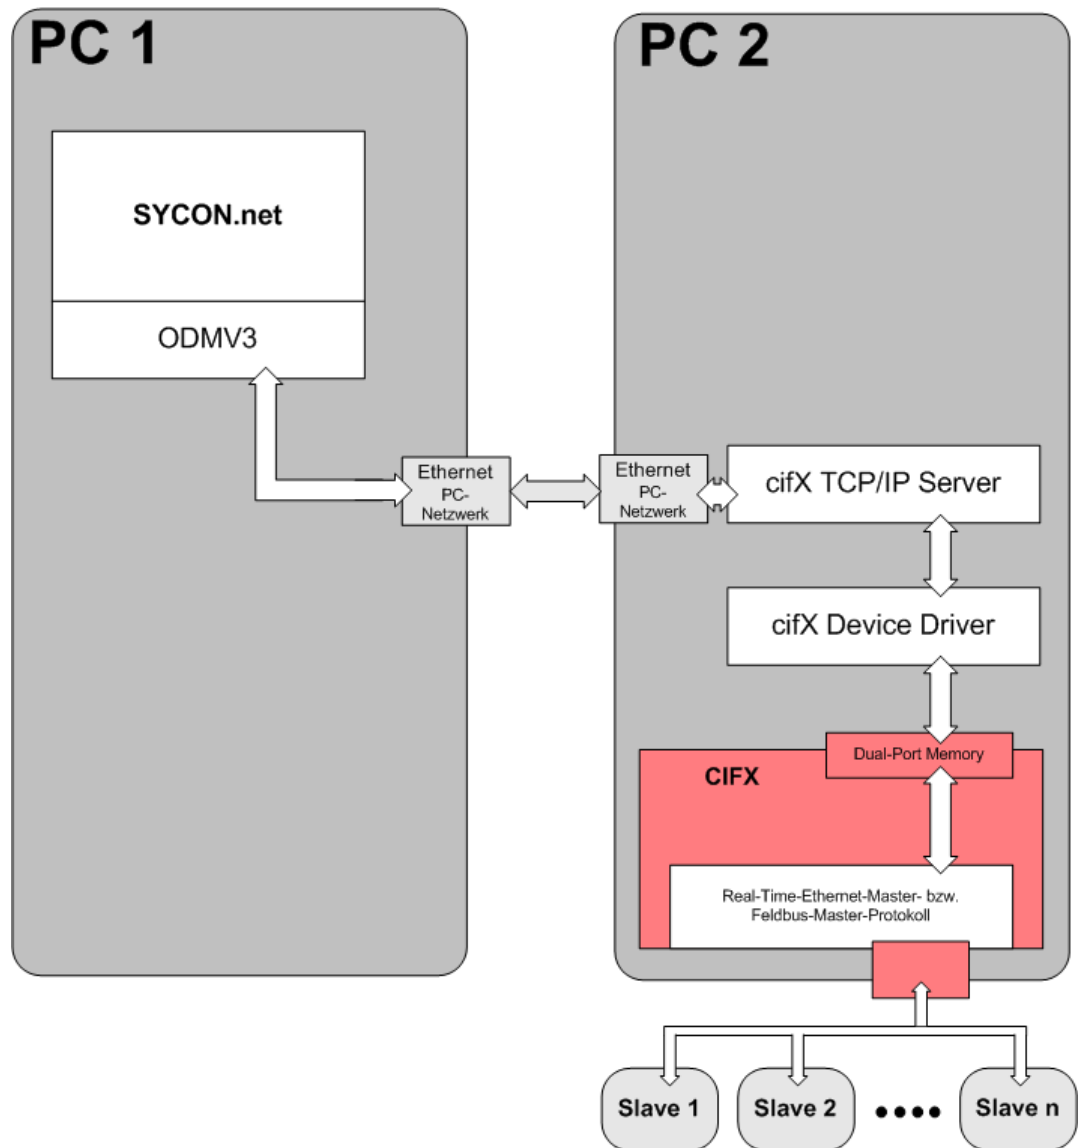 PC 1
PC 2
SYCON.net
ODMV3
Ethernet
PC-
Netzwerk
Ethernet
PC-
Netzwerk
cifX TCP/IP Server
cifX Device Driver
Dual-Port Memory
CIFX
Real-Time-Ethernet-Master- bzw.
Feldbus-Master-Protokoll
Slave 1
Slave 2
Slave n